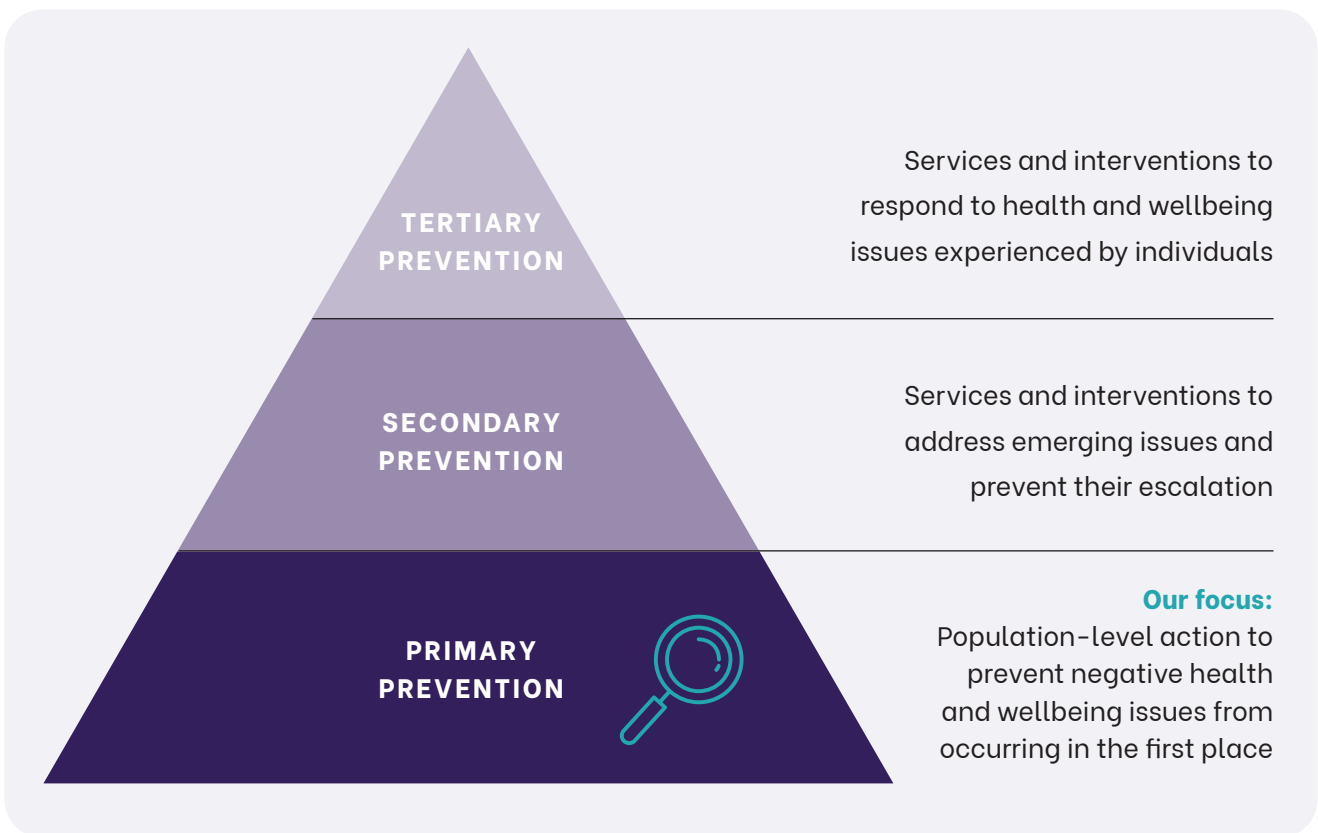 TERTIARY
PREVENTION
Services and interventions to
respond to health and wellbeing
issues experienced by individuals
SECONDARY
PREVENTION
Services and interventions to
address emerging issues and
prevent their escalation
PRIMARY
PREVENTION
Our focus:
Population-level action to
prevent negative health
and wellbeing issues from
occurring in the first place